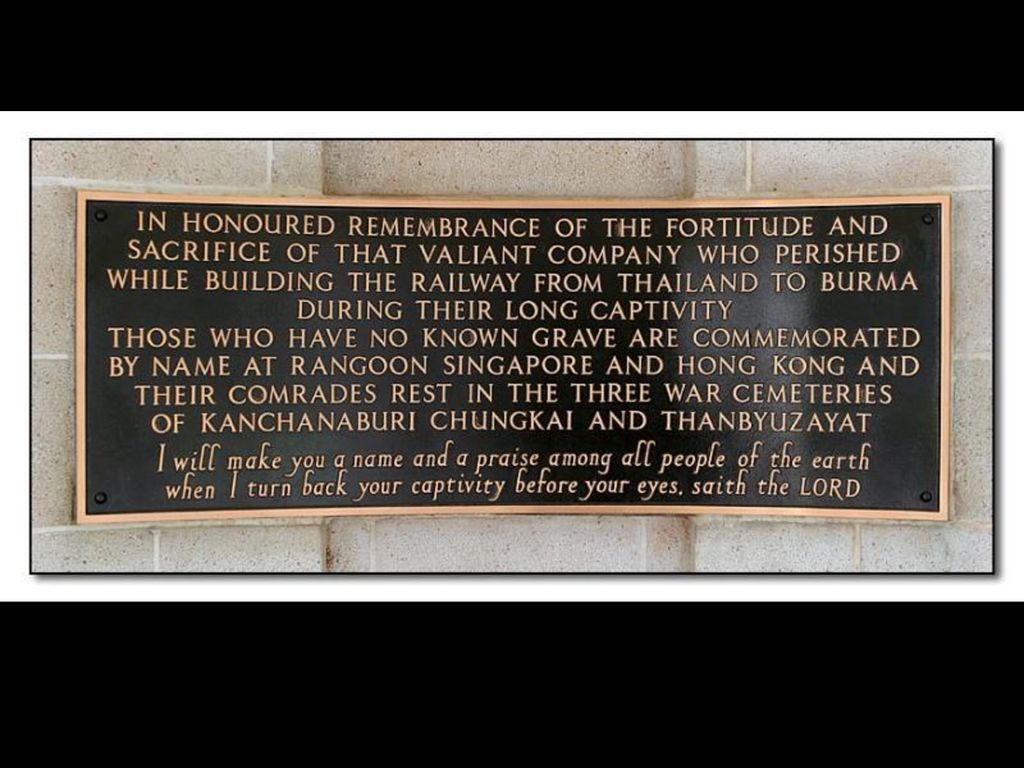 IN HONOURED REMEMBRANCE OF THE FORTITUDE AND
SACRIFICE OF THAT VALIANT COMPANY WHO PERISHED
WHILE BUILDING THE RAILWAY FROM THAILAND TO BURMA
DURING THEIR LONG CAPTIVITY
THOSE WHO HAVE NO KNOWN GRAVE ARE COMMEMORATED
BY NAME AT RANGOON SINGAPORE AND HONG KONG AND
THEIR COMRADES REST IN THE THREE WAR CEMETERIES
OF KANCHANABURI CHUNGKAI AND THANBYUZAYAT
I will make you a name and a praise among all people of the earth
when I turn back your captivity before your eyes, saith the LORD